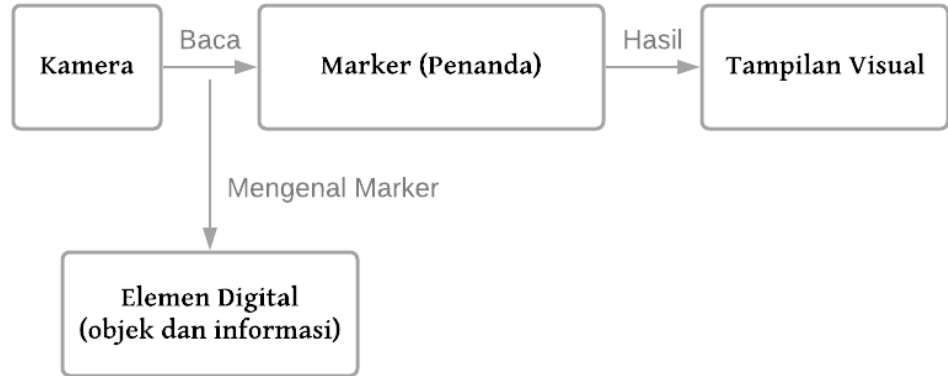 Kamera
Baca
Marker (Penanda)
Hasil
Tampilan Visual
Mengenal Marker
Elemen Digital
(objek dan informasi)